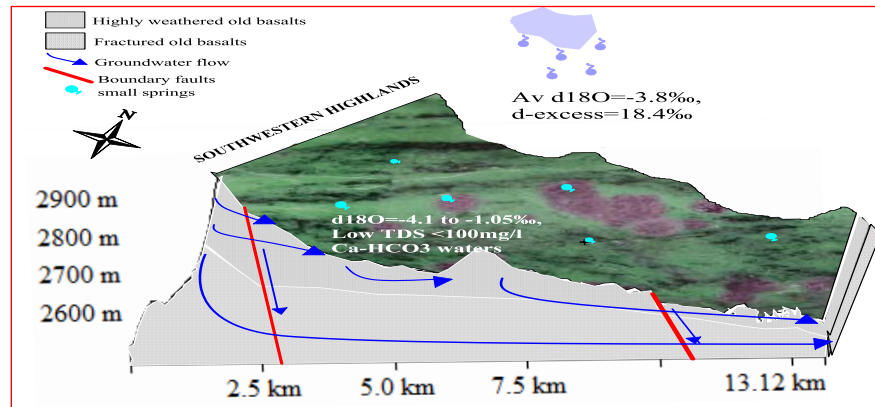 Highly weathered old basalts
Fractured old basalts
Groundwater flow
Boundary faults
small springs
N
Av d18O=-3.8‰,
d-excess=18.4‰
SOUTHWESTERN HIGHLANDS
2900 m
2800 m
2700 m
2600 m
d18O=-4.1 to -1.05‰,
Low TDS <100mg/l
Ca-HCO3 waters
2.5 km
5.0 km
7.5 km
13.12 km